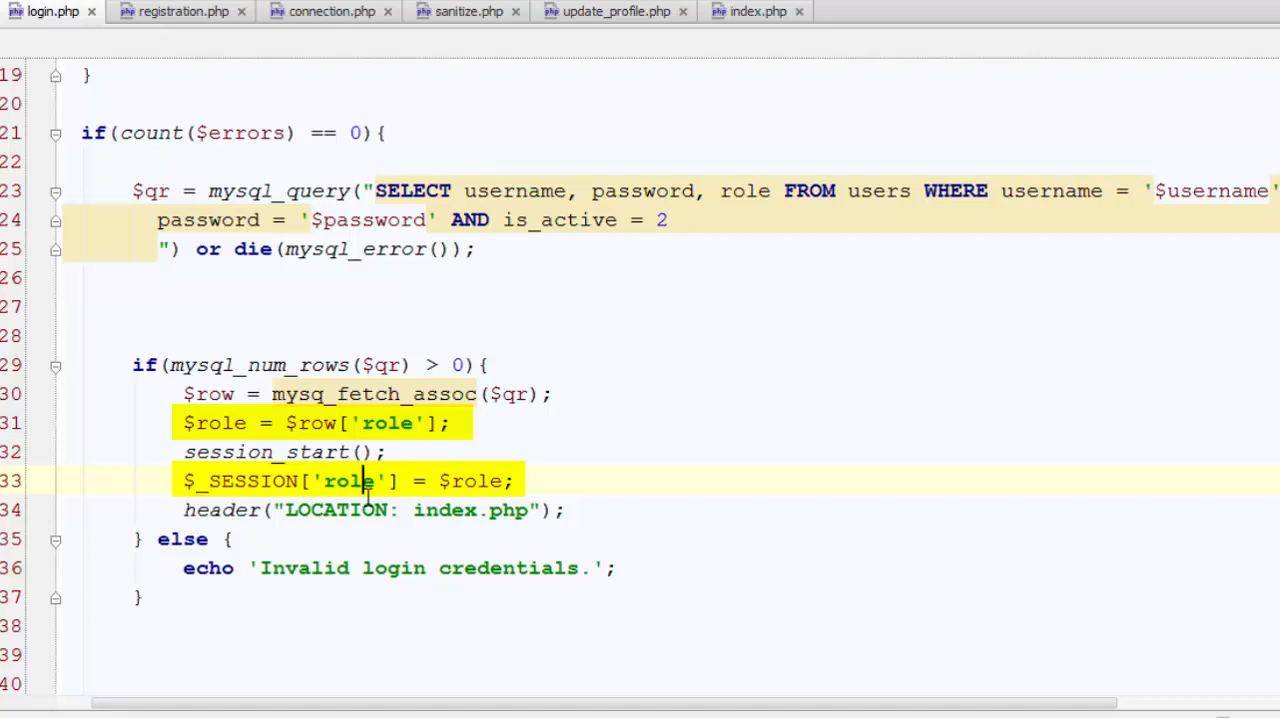 login.php registration.php connection.php sanitize.php update_profile.php index.php
19 }
20
21 if(count($errors) == 0){
22
23 $qr = mysql_query("SELECT username, password, role FROM users WHERE username = '$username'
24 password = '$password' AND is_active = 2
25 ") or die(mysql_error());
26
27
28
29 if(mysql_num_rows($qr) > 0){
30 $row = mysq_fetch_assoc($qr);
31 $role = $row['role'];
32 session_start();
33 $_SESSION['role'] = $role;
34 header("LOCATION: index.php");
35 } else {
36 echo 'Invalid login credentials.';
37 }
38
39
40